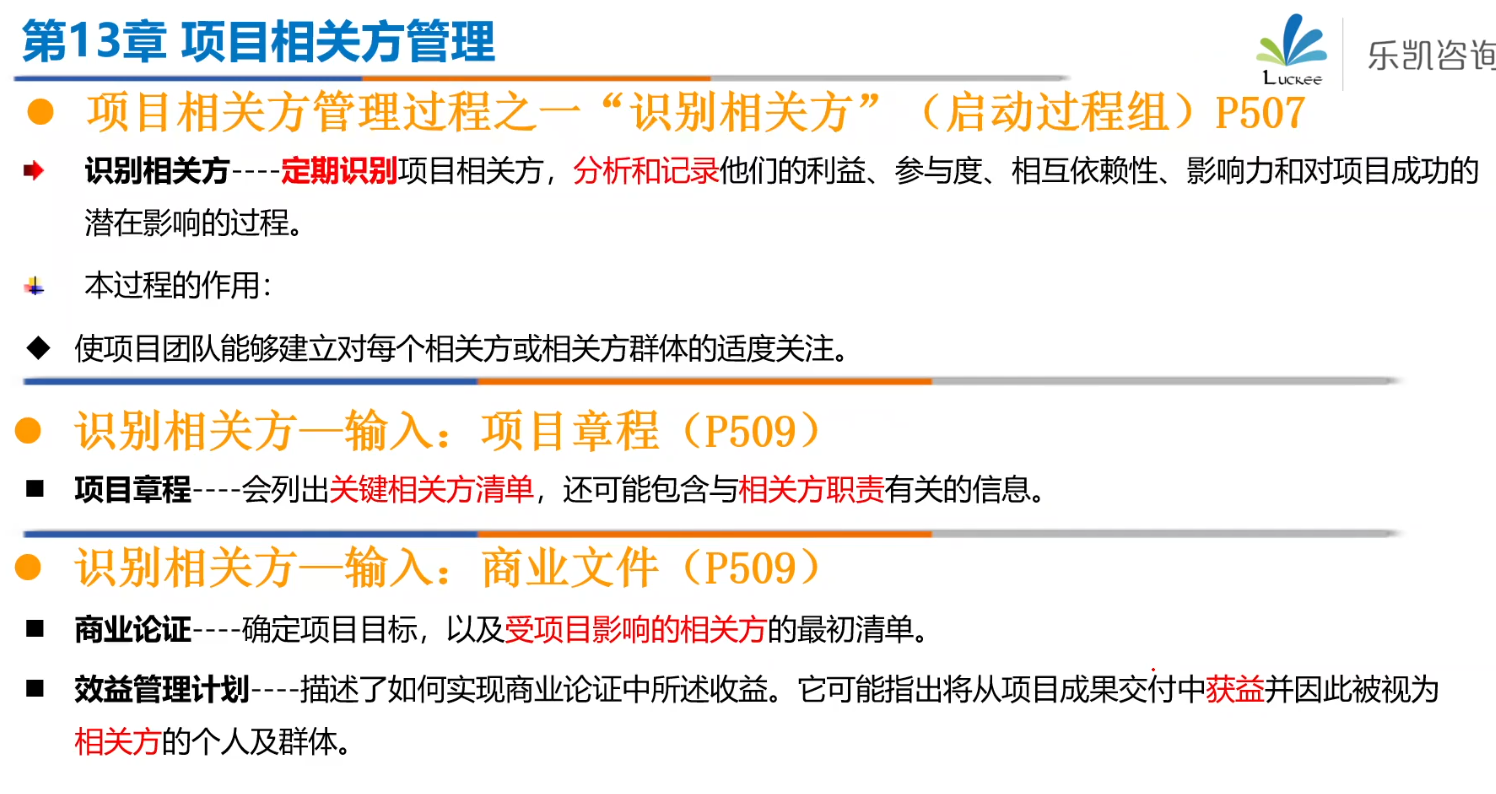 第13章 项目相关方管理
Luckee
乐凯咨询
项目相关方管理过程之一“识别相关方”（启动过程组）P507
识别相关方----定期识别项目相关方，分析和记录他们的利益、参与度、相互依赖性、影响力和对项目成功的
潜在影响的过程。
本过程的作用：
使项目团队能够建立对每个相关方或相关方群体的适度关注。
识别相关方—输入：项目章程（P509）
项目章程----会列出关键相关方清单，还可能包含与相关方职责有关的信息。
识别相关方—输入：商业文件（P509）
商业论证----确定项目目标，以及受项目影响的相关方的最初清单。
效益管理计划----描述了如何实现商业论证中所述收益。它可能指出将从项目成果交付中获益并因此被视为
相关方的个人及群体。